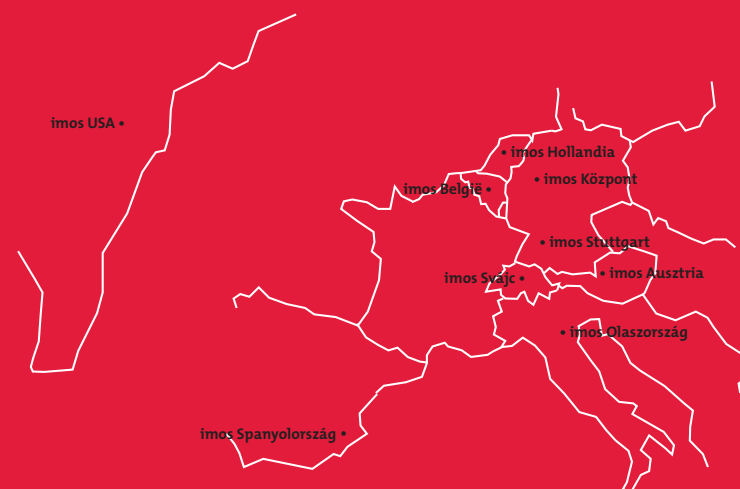 imos USA
imos Hollandia
imos Központ
imos België
imos Stuttgart
imos Ausztria
imos Svájc
imos Olaszország
imos Spanyolország